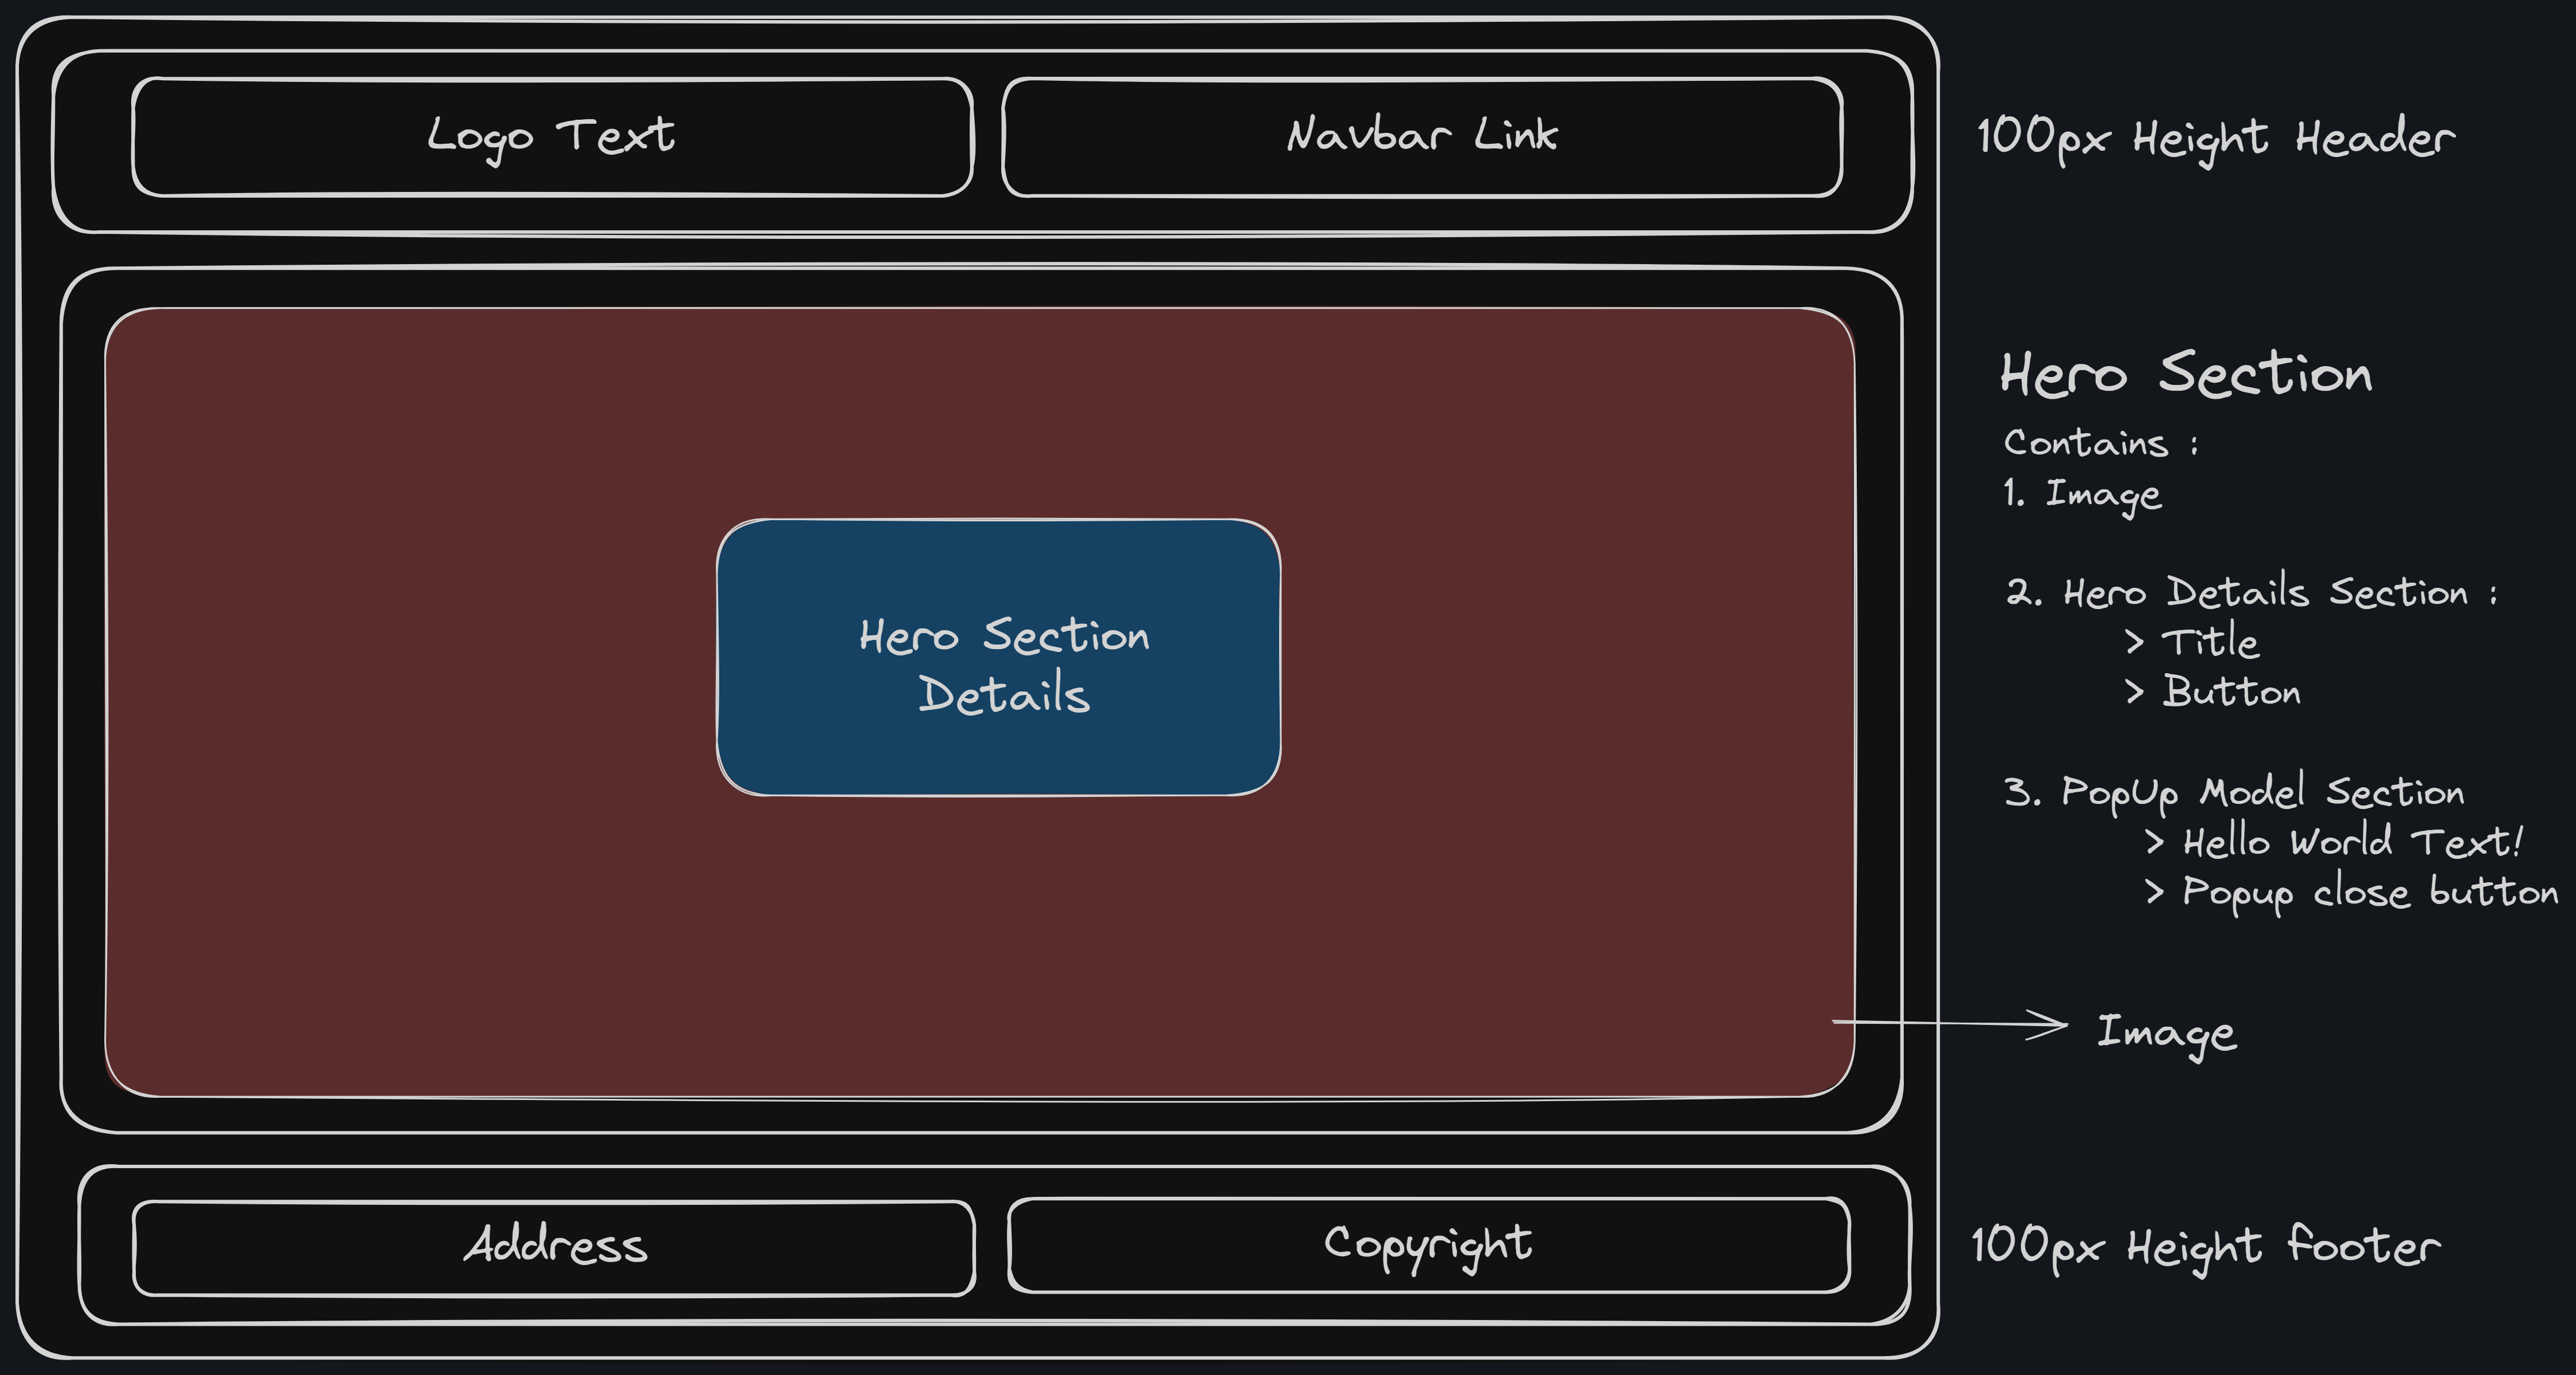 Logo Text
Navbar Link
100px Height Header
Hero Section
Contains :
1. Image
2. Hero Details Section :
> Title
> Button
3. PopUp Model Section
> Hello World Text!
> Popup close button
Hero Section
Details
Image
Address
Copyright
100px Height footer